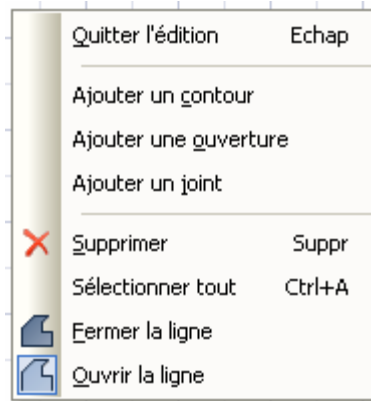 Quitter l'édition Echap
Ajouter un contour
Ajouter une ouverture
Ajouter un joint
Supprimer Suppr
Sélectionner tout Ctrl+A
Fermer la ligne
Ouvrir la ligne